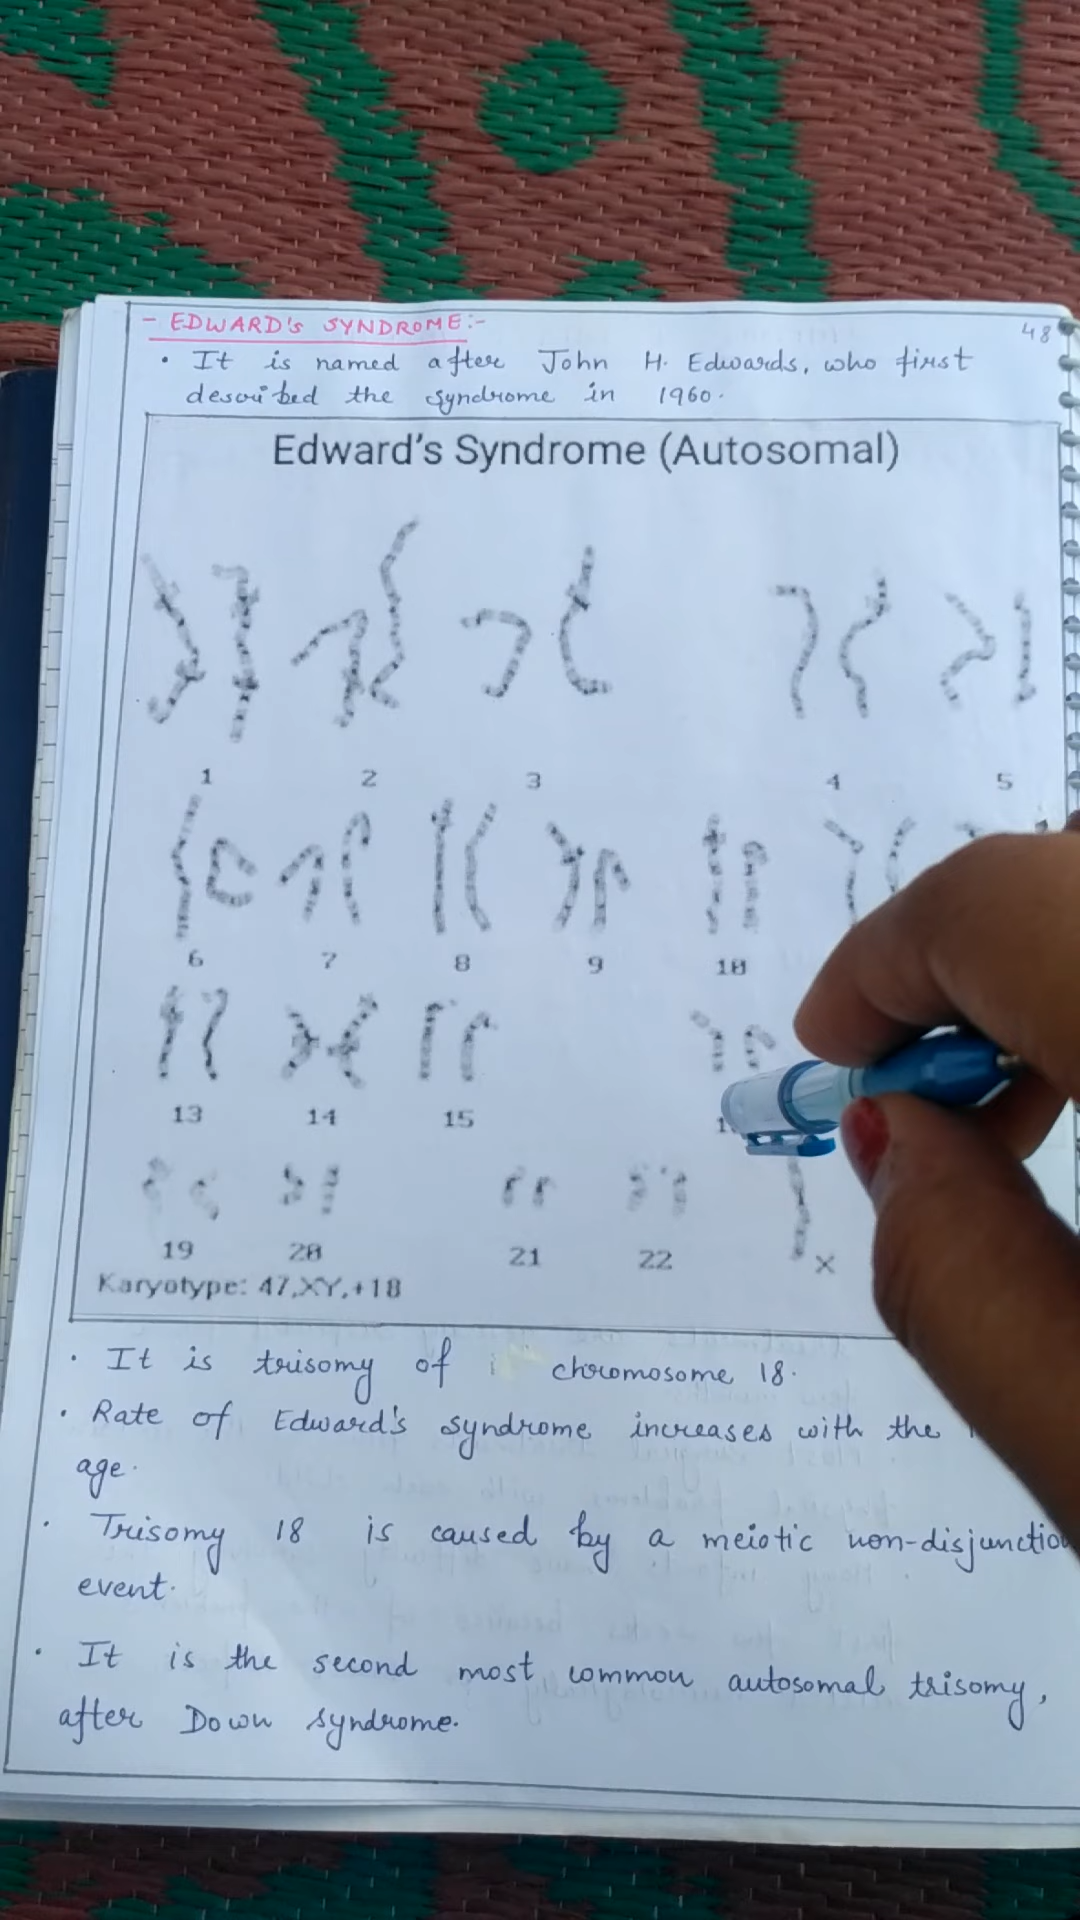 - EDWARD'S SYNDROME:-
48
• It is named after John H. Edwards, who first
described the syndrome in 1960.
Edward's Syndrome (Autosomal)
1 2 3 4 5
6 7 8 9 10
13 14 15
19 20 21 22 X
Karyotype: 47,XY,+18
• It is trisomy of chromosome 18.
• Rate of Edward's syndrome increases with the
age.
• Trisomy 18 is caused by a meiotic non-disjunction
event.
• It is the second most common autosomal trisomy,
after Down syndrome.